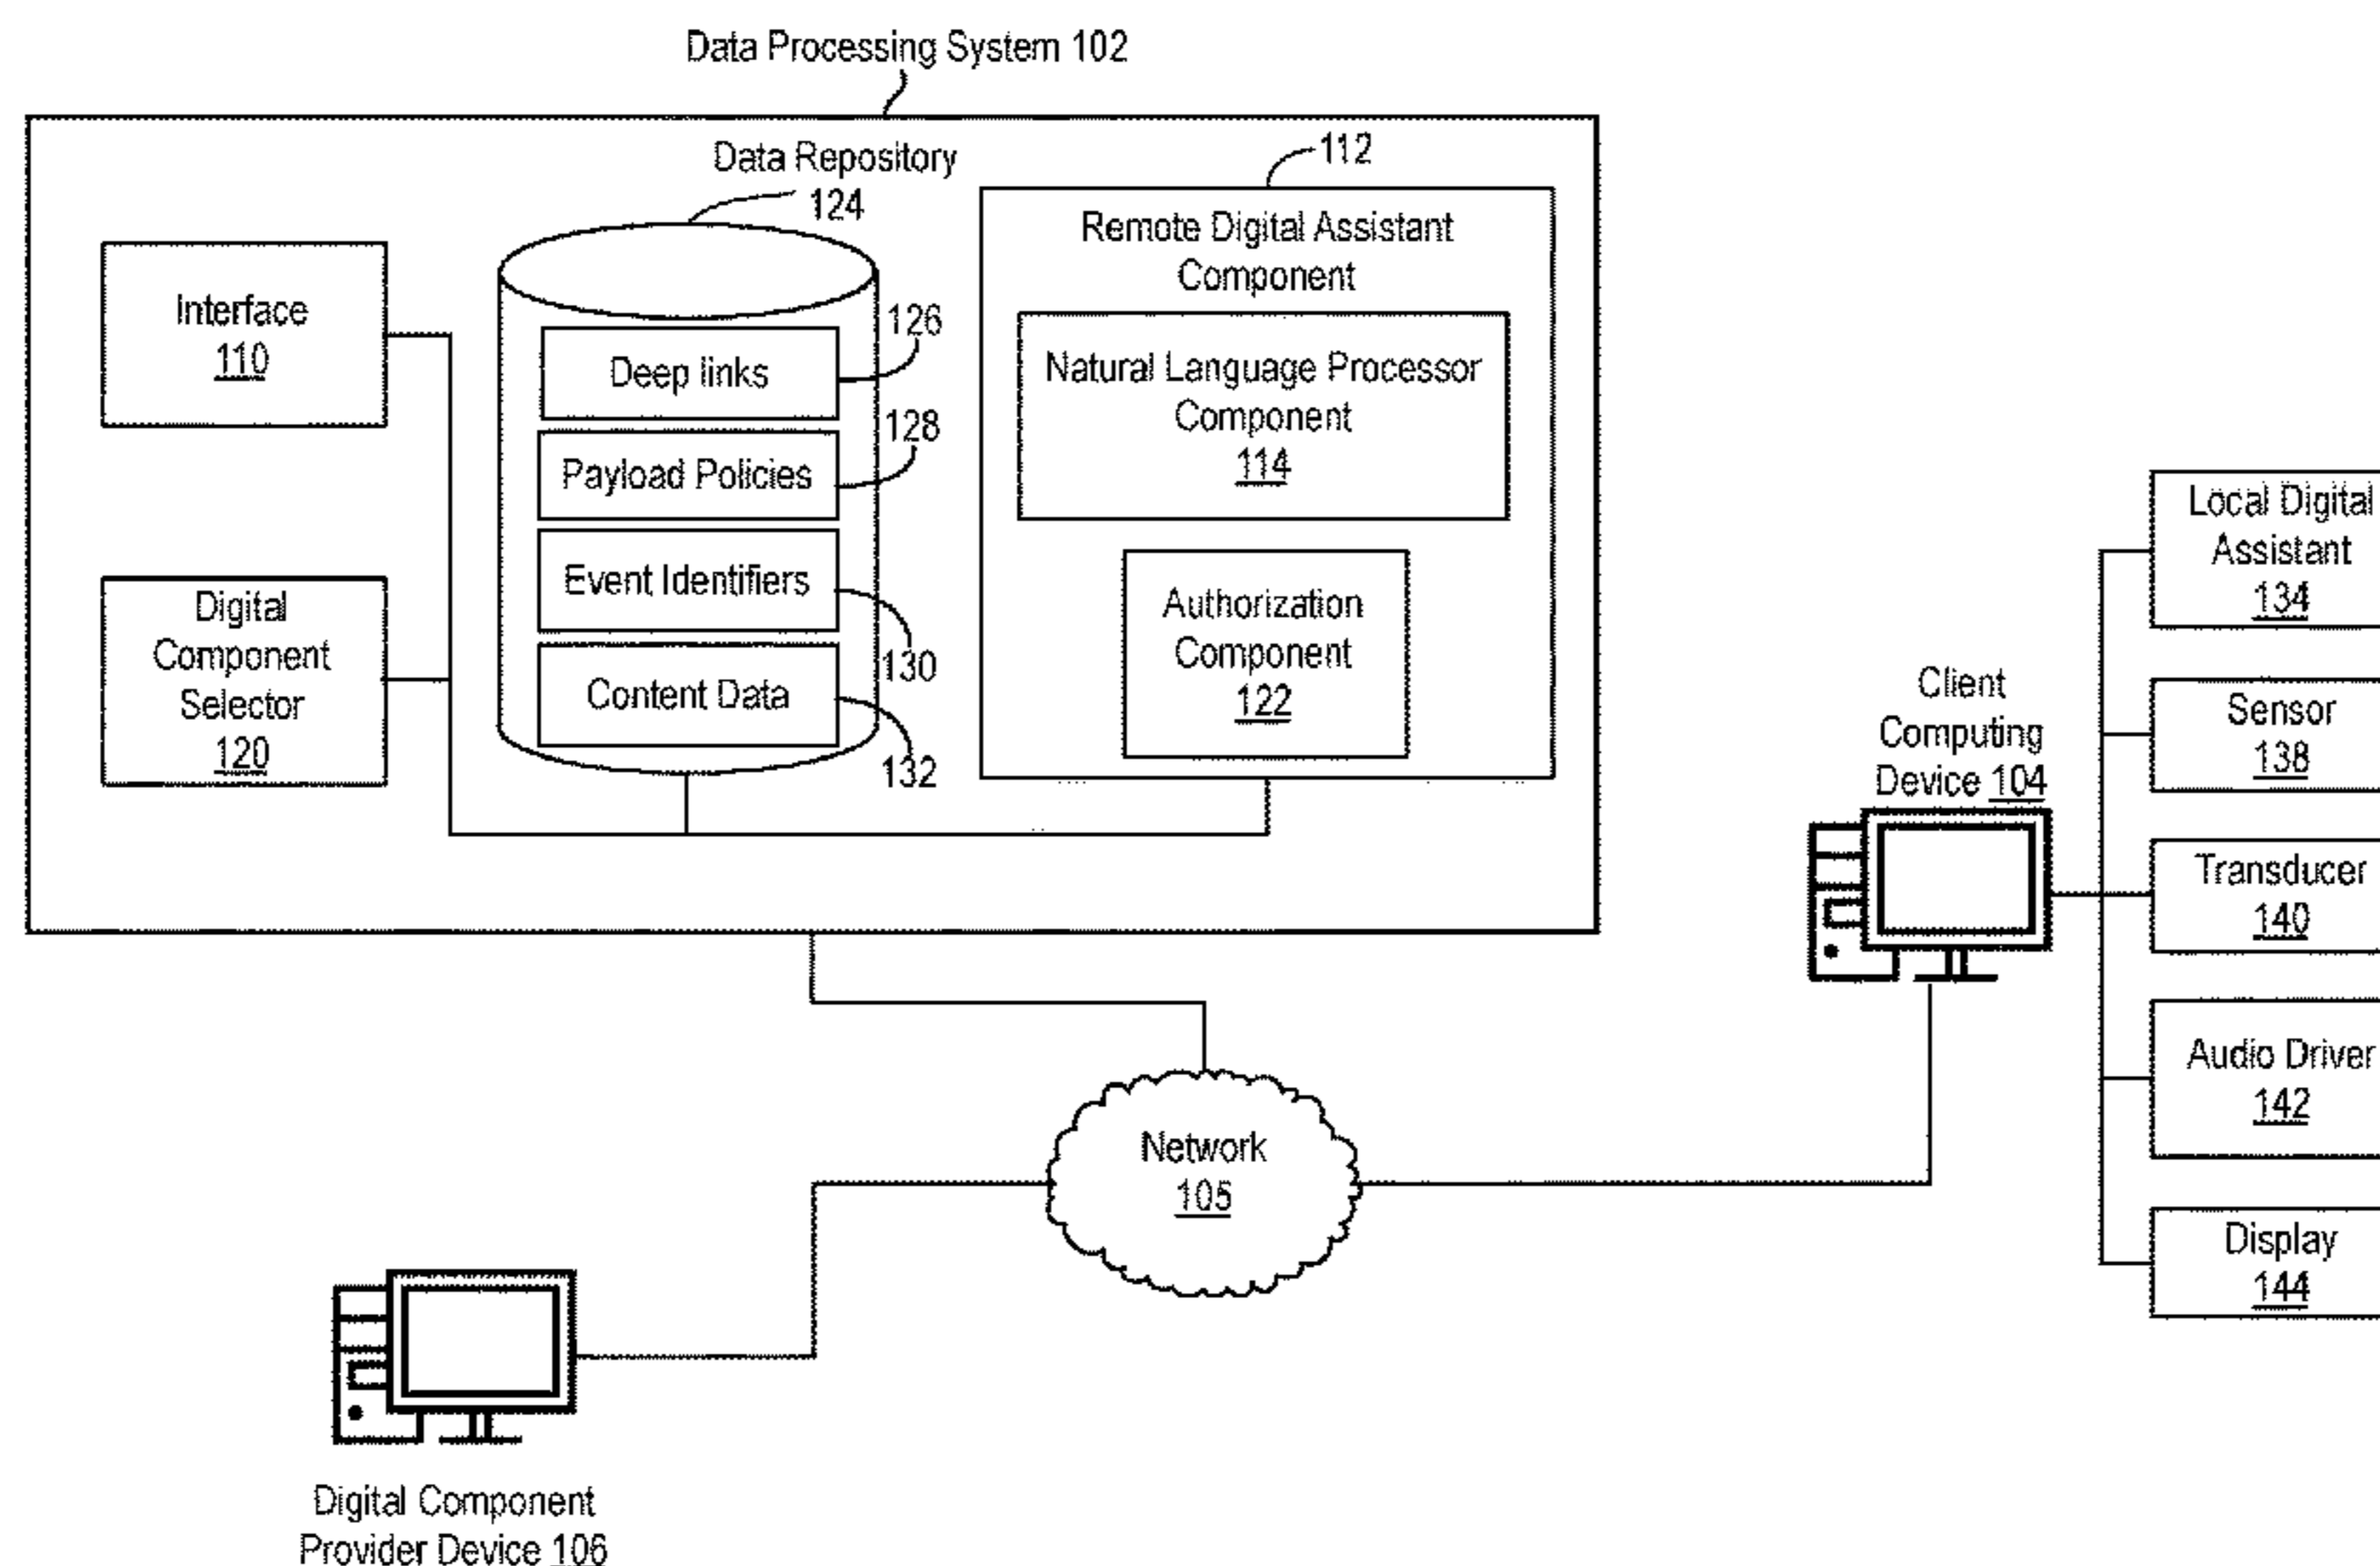 Data Processing System 102
Data Repository
124
112
Interface
110
Deep links
126
Payload Policies
128
Event Identifiers
130
Content Data
132
Digital
Component
Selector
120
Remote Digital Assistant
Component
Natural Language Processor
Component
114
Authorization
Component
122
Client
Computing
Device 104
Local Digital
Assistant
134
Sensor
138
Transducer
140
Audio Driver
142
Display
144
Network
105
Digital Component
Provider Device 106